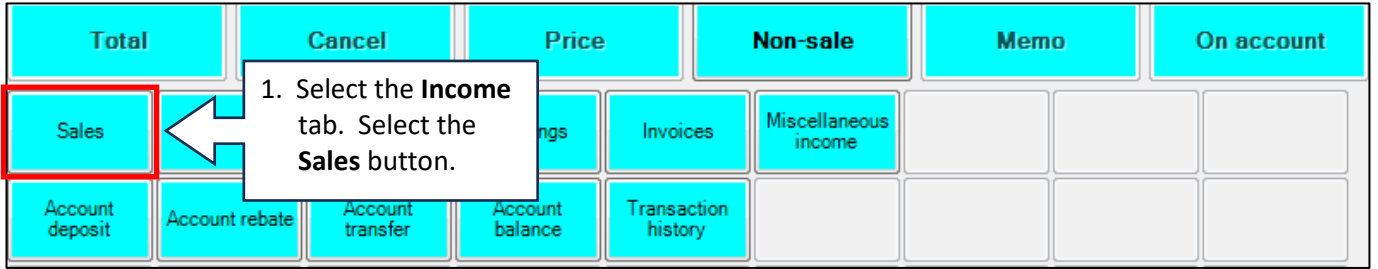 Total Cancel Price Non-sale Memo On account
1. Select the Income
tab. Select the
Sales button.
Sales ngs Invoices Miscellaneous
income
Account
deposit Account rebate Account
transfer Account
balance Transaction
history